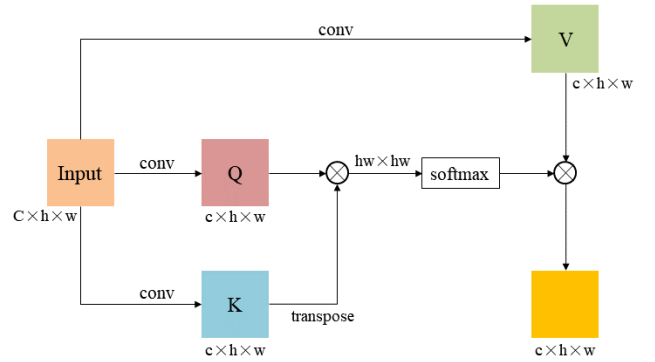 conv
V
c×h×w
Input
C×h×w
conv
Q
c×h×w
hw×hw
softmax
conv
K
c×h×w
transpose
c×h×w